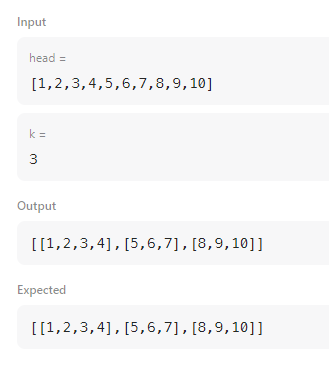 Input
head =
[1,2,3,4,5,6,7,8,9,10]
k =
3
Output
[[1,2,3,4],[5,6,7],[8,9,10]]
Expected
[[1,2,3,4],[5,6,7],[8,9,10]]